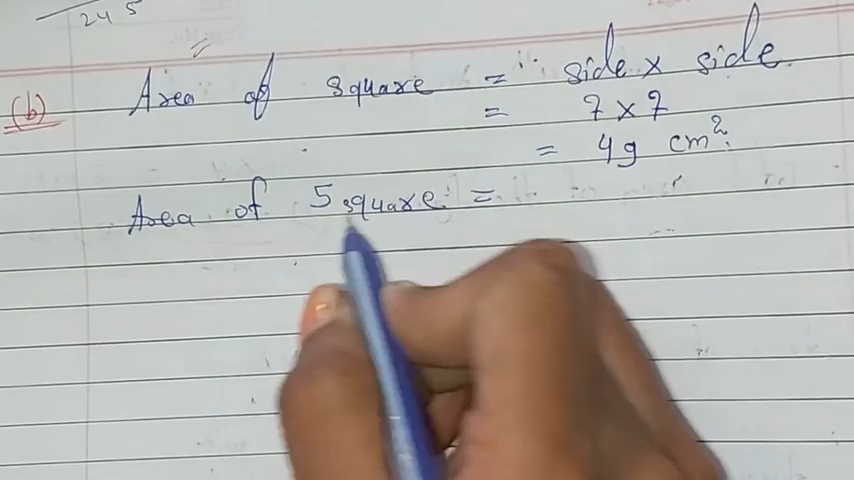 245
(b) Area of square = side × side
= 7 × 7
= 49 cm².
Area of 5 square =